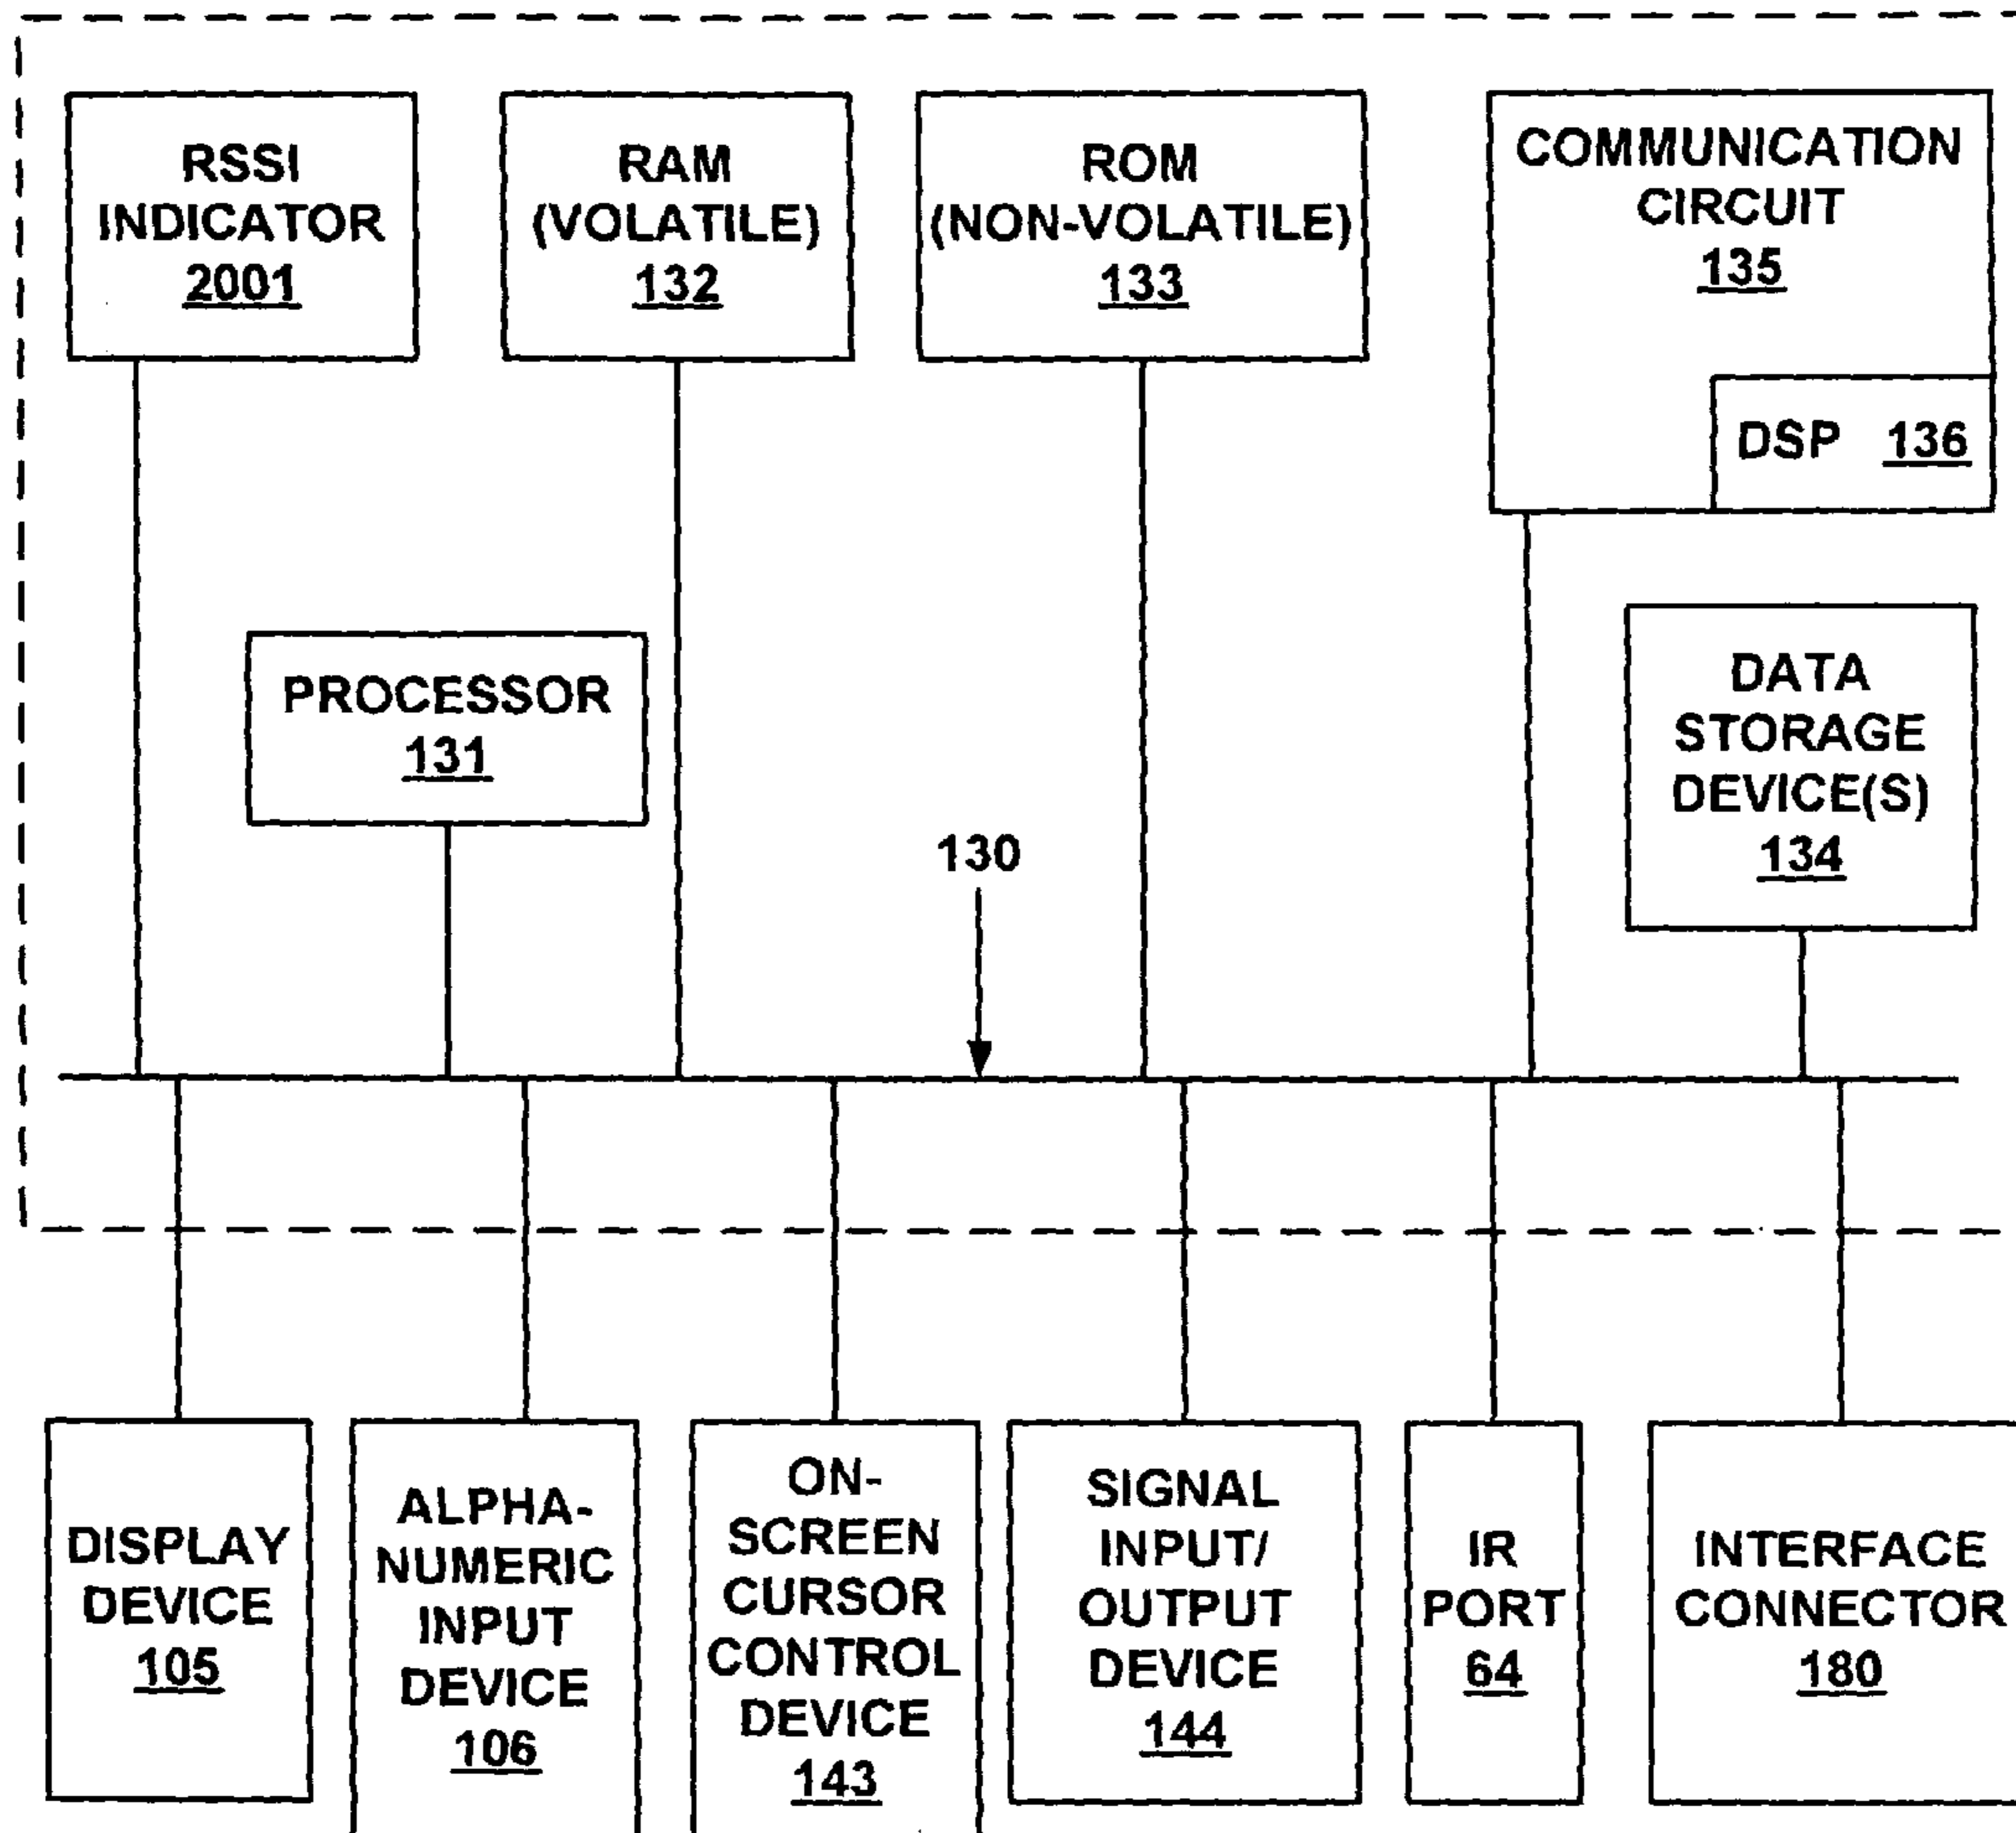 RSSI
INDICATOR
2001
RAM
(VOLATILE)
132
ROM
(NON-VOLATILE)
133
COMMUNICATION
CIRCUIT
135
DSP 136
PROCESSOR
131
DATA
STORAGE
DEVICE(S)
134
130
DISPLAY
DEVICE
105
ALPHA-
NUMERIC
INPUT
DEVICE
106
ON-
SCREEN
CURSOR
CONTROL
DEVICE
143
SIGNAL
INPUT/
OUTPUT
DEVICE
144
IR
PORT
64
INTERFACE
CONNECTOR
180